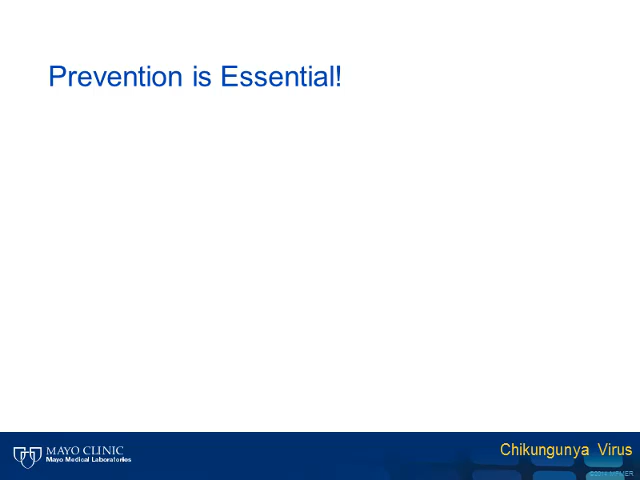 Prevention is Essential!
MAYO CLINIC
Mayo Medical Laboratories
Chikungunya Virus